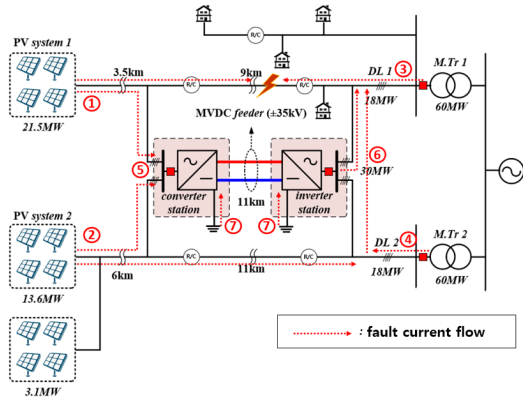 R/C
PV system 1
3.5km
R/C
9km
R/C
DL 1
③
M.Tr 1
①
18MW
60MW
21.5MW
MVDC feeder (±35kV)
⑤
⑥
30MW
PV system 2
converter
station
11km
inverter
station
②
⑦
⑦
DL 2
④
M.Tr 2
6km
R/C
11km
R/C
18MW
60MW
13.6MW
: fault current flow
3.1MW